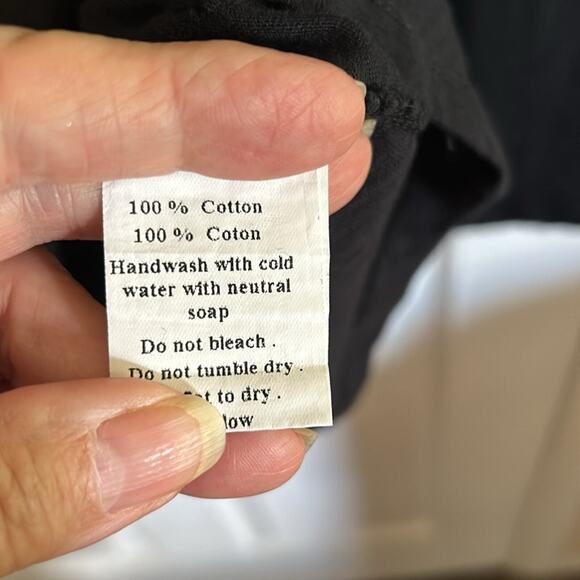 100 % Cotton
100 % Coton
Handwash with cold
water with neutral
soap
Do not bleach .
Do not tumble dry .
to dry .